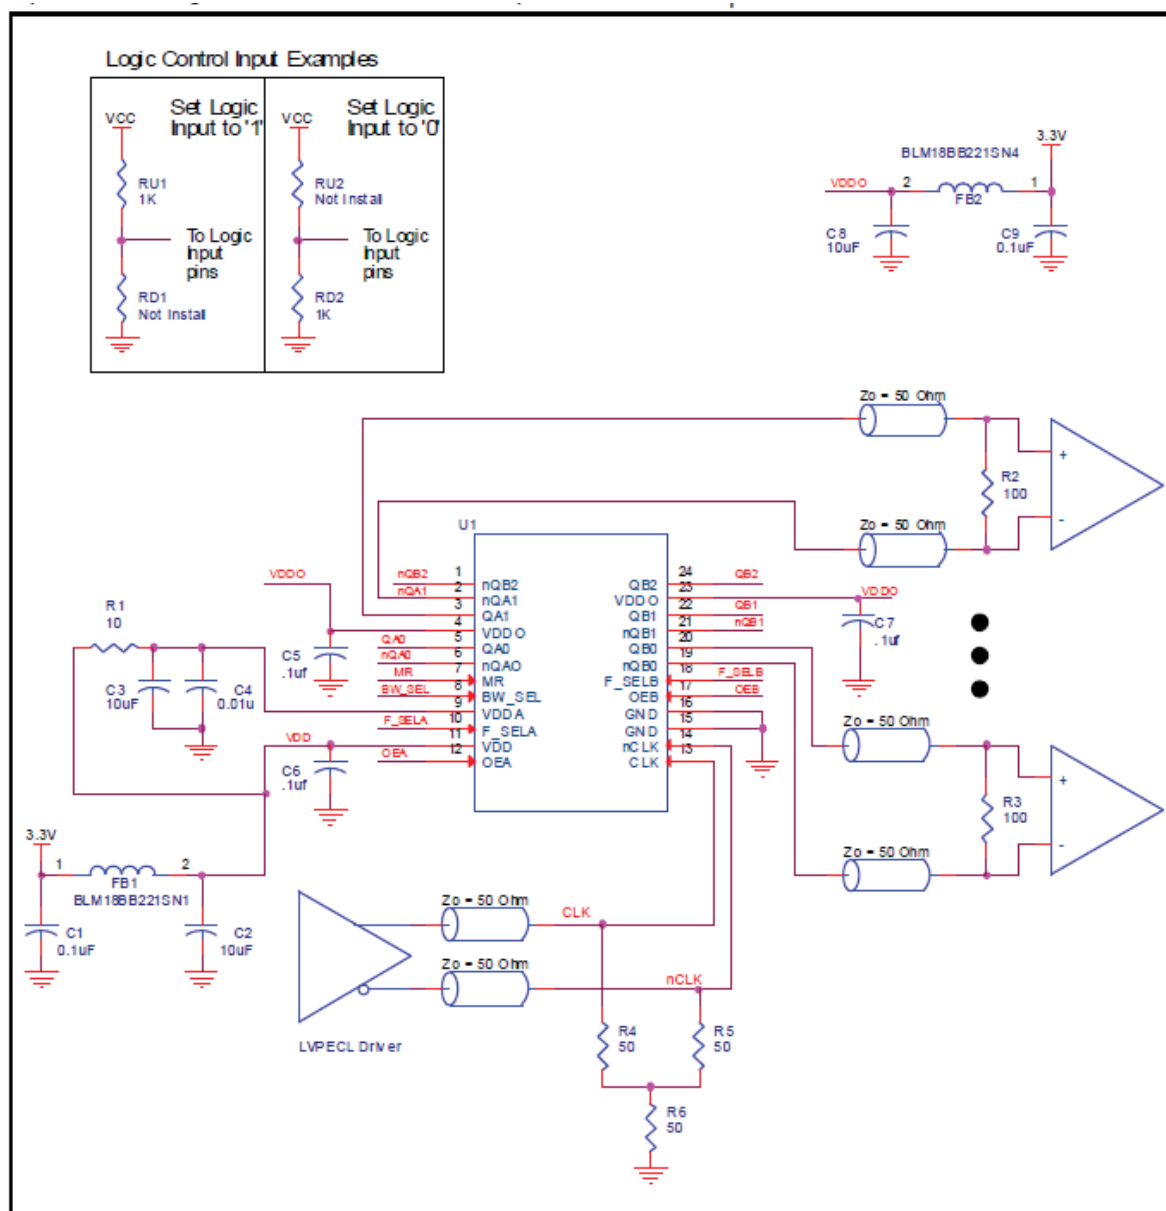 Logic Control Input Examples
Set Logic
Input to '1'
VCC
RU1
1K
To Logic
Input
pins
RD1
Not Install
Set Logic
Input to '0'
VCC
RU2
Not Install
To Logic
Input
pins
RD2
1K
3.3V
BLM18BB221SN4
VDDO
2
1
FB2
C8
10uF
C9
0.1uF
Zo = 50 Ohm
+
R2
100
-
Zo = 50 Ohm
U1
VDDO
R1
10
C3
10uF
C4
0.01u
C5
.1uf
C6
.1uf
VDD
nQB2
nQA1
QA0
nQA0
MR
BW_SEL
F_SELA
OEA
1
2
3
4
5
6
7
8
9
10
11
12
nQB2
nQA1
QA1
VDDO
QA0
nQAO
MR
BW_SEL
VDDA
F_SELA
VDD
OEA
QB2
VDDO
QB1
nQB1
QB0
nQB0
F_SELB
OEB
GND
GND
nCLK
CLK
24
23
22
21
20
19
18
17
16
15
14
13
QB2
VDDO
QB1
nQB1
F_SELB
OEB
C7
.1uf
Zo = 50 Ohm
+
R3
100
-
Zo = 50 Ohm
3.3V
1
2
FB1
BLM18BB221SN1
C1
0.1uF
C2
10uF
Zo = 50 Ohm
CLK
Zo = 50 Ohm
nCLK
LVPECL Driver
R4
50
R5
50
R6
50